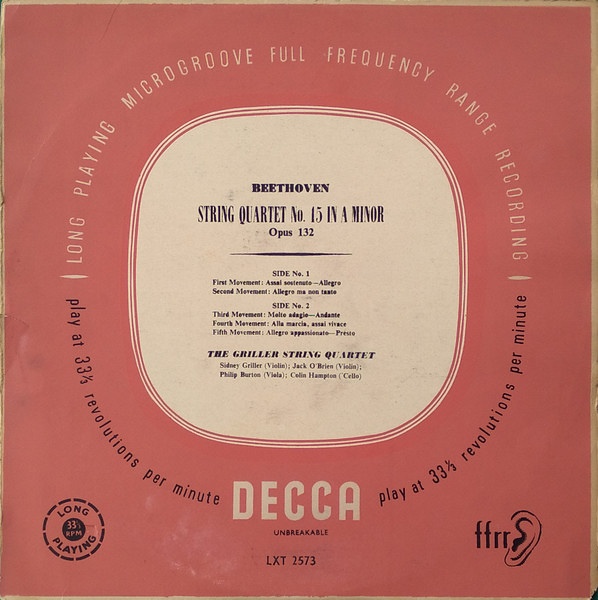 LONG PLAYING MICROGROOVE FULL FREQUENCY RANGE RECORDING
BEETHOVEN
STRING QUARTET No. 15 IN A MINOR
Opus 132
SIDE No. 1
First Movement: Assai soutenuto—Allegro
Second Movement: Allegro ma non tanto
SIDE No. 2
Third Movement: Molto adagio—Andante
Fourth Movement: Alla marcia, assai vivace
Fifth Movement: Allegro appassionato—Presto
THE GRILLER STRING QUARTET
Sidney Griller (Violin); Jack O'Brien (Violin);
Philip Burton (Viola); Colin Hampton ('Cello)
play at 33⅓ revolutions per minute
DECCA
play at 33⅓ revolutions per minute
UNBREAKABLE
LXT 2573
LONG
33⅓
RPM
PLAYING
ffrr